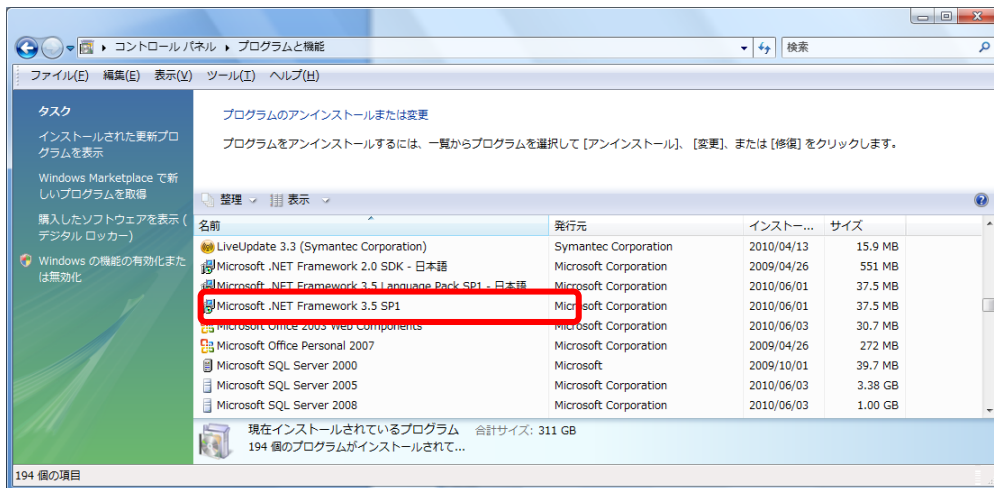 コントロール パネル ▸ プログラムと機能
検索
ファイル(F) 編集(E) 表示(V) ツール(T) ヘルプ(H)
タスク
インストールされた更新プロ
グラムを表示
Windows Marketplace で新
しいプログラムを取得
購入したソフトウェアを表示 (
デジタル ロッカー)
Windows の機能の有効化また
は無効化
プログラムのアンインストールまたは変更
プログラムをアンインストールするには、一覧からプログラムを選択して [アンインストール]、[変更]、または [修復] をクリックします。
整理 表示
名前 発行元 インストー... サイズ
LiveUpdate 3.3 (Symantec Corporation) Symantec Corporation 2010/04/13 15.9 MB
Microsoft .NET Framework 2.0 SDK - 日本語 Microsoft Corporation 2009/04/26 551 MB
Microsoft .NET Framework 3.5 Language Pack SP1 - 日本語 Microsoft Corporation 2010/06/01 37.5 MB
Microsoft .NET Framework 3.5 SP1 Microsoft Corporation 2010/06/01 37.5 MB
Microsoft Office 2003 Web Components Microsoft Corporation 2010/06/03 30.7 MB
Microsoft Office Personal 2007 Microsoft Corporation 2009/04/26 272 MB
Microsoft SQL Server 2000 Microsoft 2009/10/01 39.7 MB
Microsoft SQL Server 2005 Microsoft Corporation 2010/06/03 3.38 GB
Microsoft SQL Server 2008 Microsoft Corporation 2010/06/03 1.00 GB
現在インストールされているプログラム 合計サイズ: 311 GB
194 個のプログラムがインストールされて...
194 個の項目